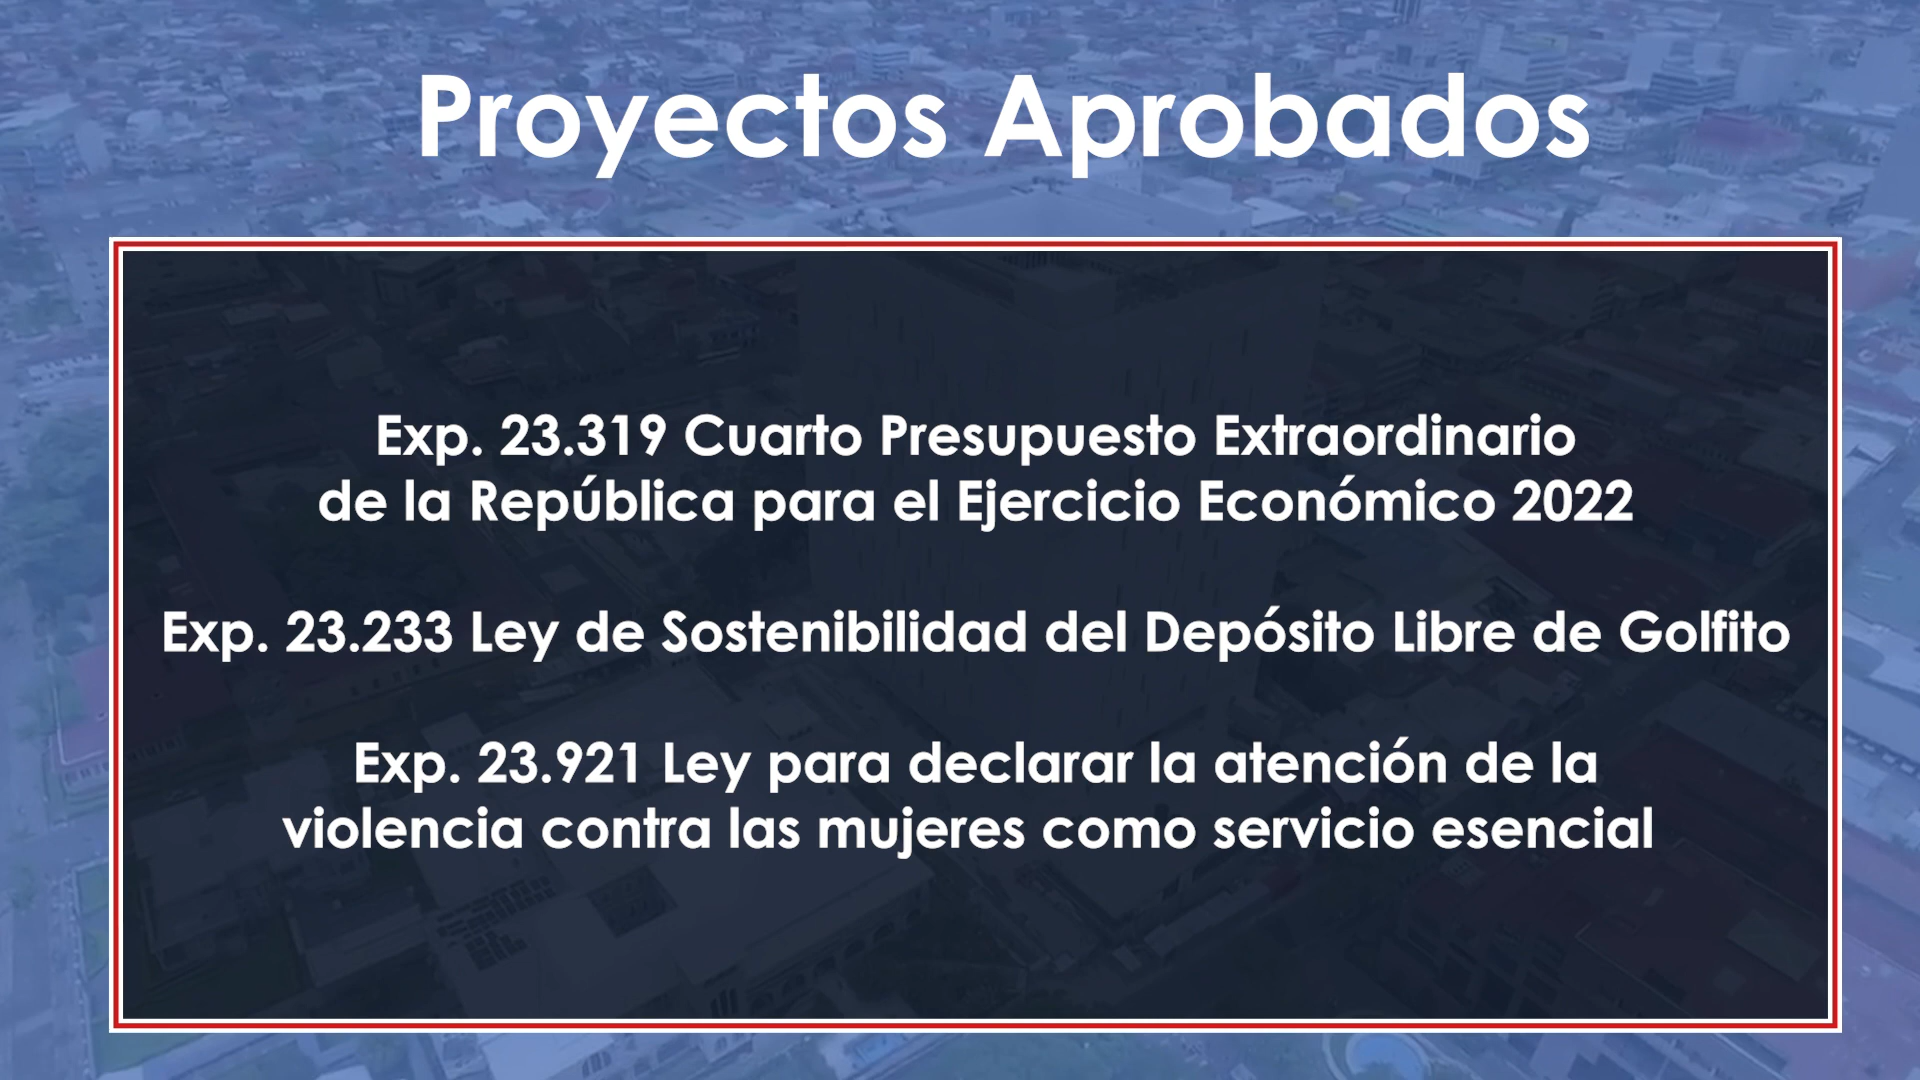 Proyectos Aprobados
Exp. 23.319 Cuarto Presupuesto Extraordinario
de la República para el Ejercicio Económico 2022
Exp. 23.233 Ley de Sostenibilidad del Depósito Libre de Golfito
Exp. 23.921 Ley para declarar la atención de la
violencia contra las mujeres como servicio esencial